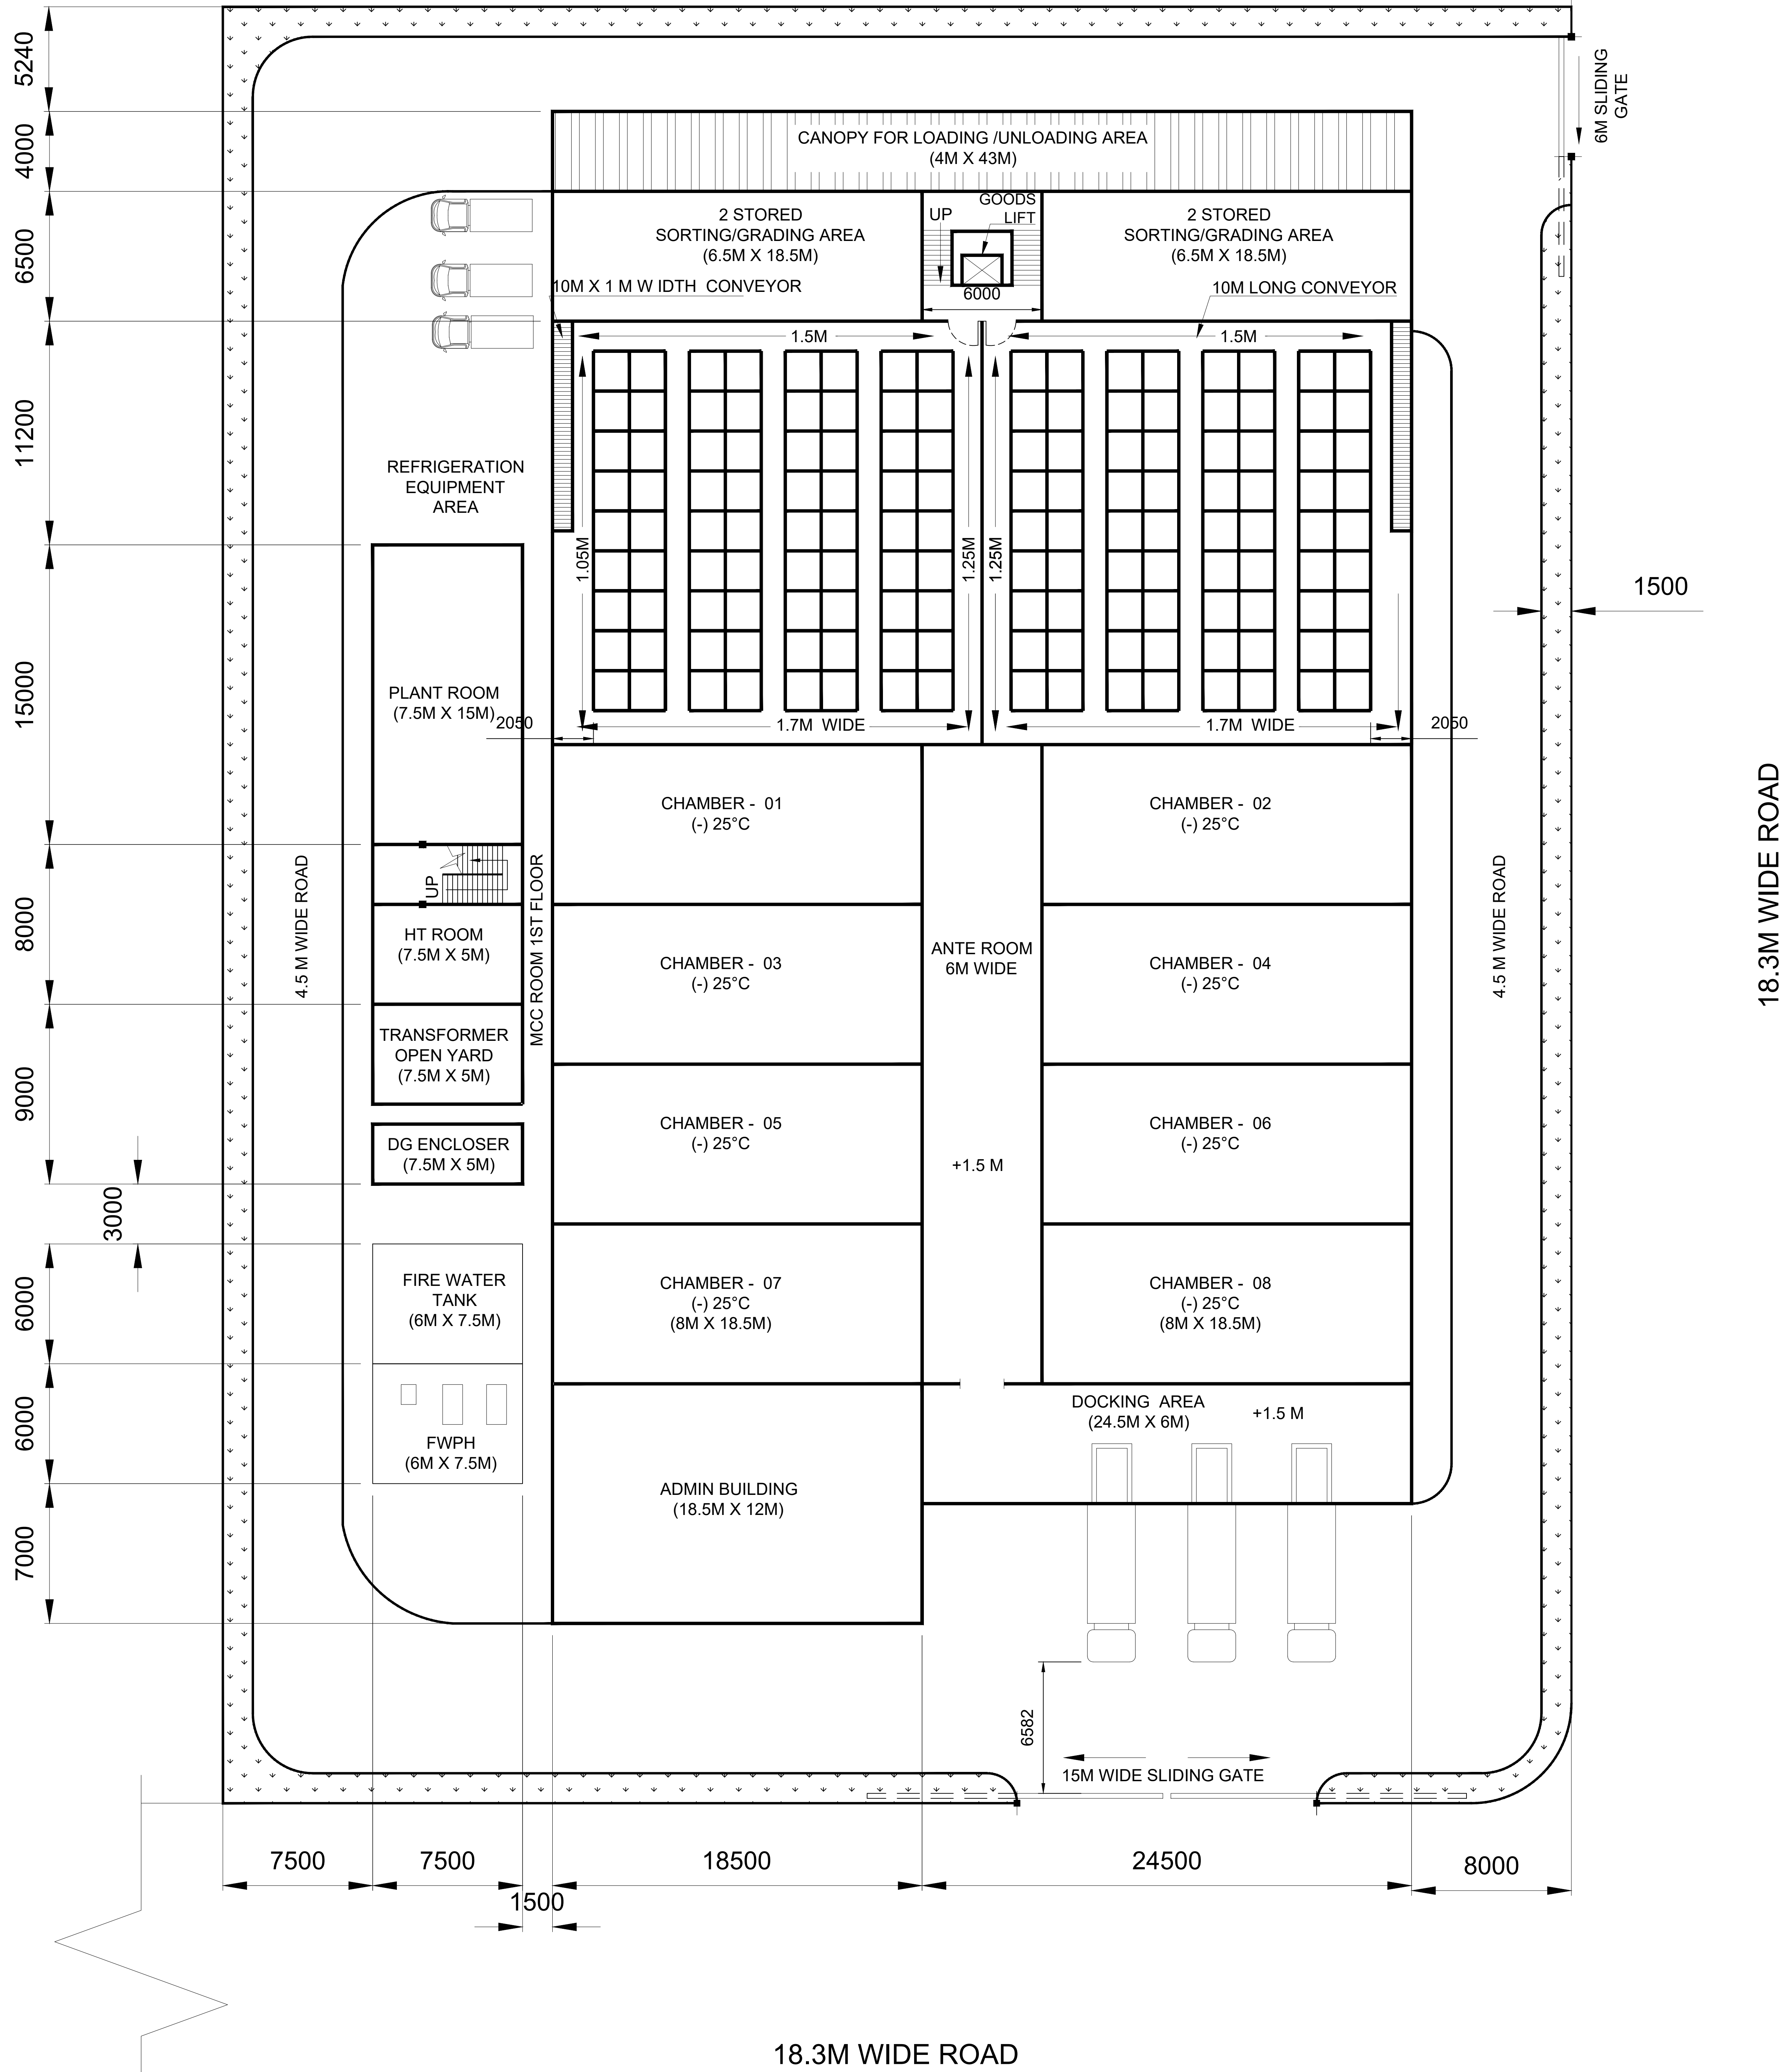 5240
4000
6500
11200
15000
8000
9000
3000
6000
6000
7000
6M SLIDING
GATE
CANOPY FOR LOADING /UNLOADING AREA
(4M X 43M)
2 STORED
SORTING/GRADING AREA
(6.5M X 18.5M)
UP
GOODS
LIFT
6000
2 STORED
SORTING/GRADING AREA
(6.5M X 18.5M)
10M X 1 M W IDTH  CONVEYOR
10M LONG CONVEYOR
1.5M
1.5M
REFRIGERATION
EQUIPMENT
AREA
1.05M
1.25M
1.25M
1500
PLANT ROOM
(7.5M X 15M)
2050
1.7M  WIDE
1.7M  WIDE
2050
CHAMBER -  01
(-) 25°C
CHAMBER -  02
(-) 25°C
4.5 M WIDE ROAD
UP
MCC ROOM 1ST FLOOR
4.5 M WIDE ROAD
18.3M WIDE ROAD
HT ROOM
(7.5M X 5M)
CHAMBER -  03
(-) 25°C
ANTE ROOM
6M WIDE
CHAMBER -  04
(-) 25°C
TRANSFORMER
OPEN YARD
(7.5M X 5M)
DG ENCLOSER
(7.5M X 5M)
CHAMBER -  05
(-) 25°C
+1.5 M
CHAMBER -  06
(-) 25°C
FIRE WATER
TANK
(6M X 7.5M)
CHAMBER -  07
(-) 25°C
(8M X 18.5M)
CHAMBER -  08
(-) 25°C
(8M X 18.5M)
FWPH
(6M X 7.5M)
DOCKING  AREA
(24.5M X 6M)
+1.5 M
ADMIN BUILDING
(18.5M X 12M)
6582
15M WIDE SLIDING GATE
7500
7500
1500
18500
24500
8000
18.3M WIDE ROAD